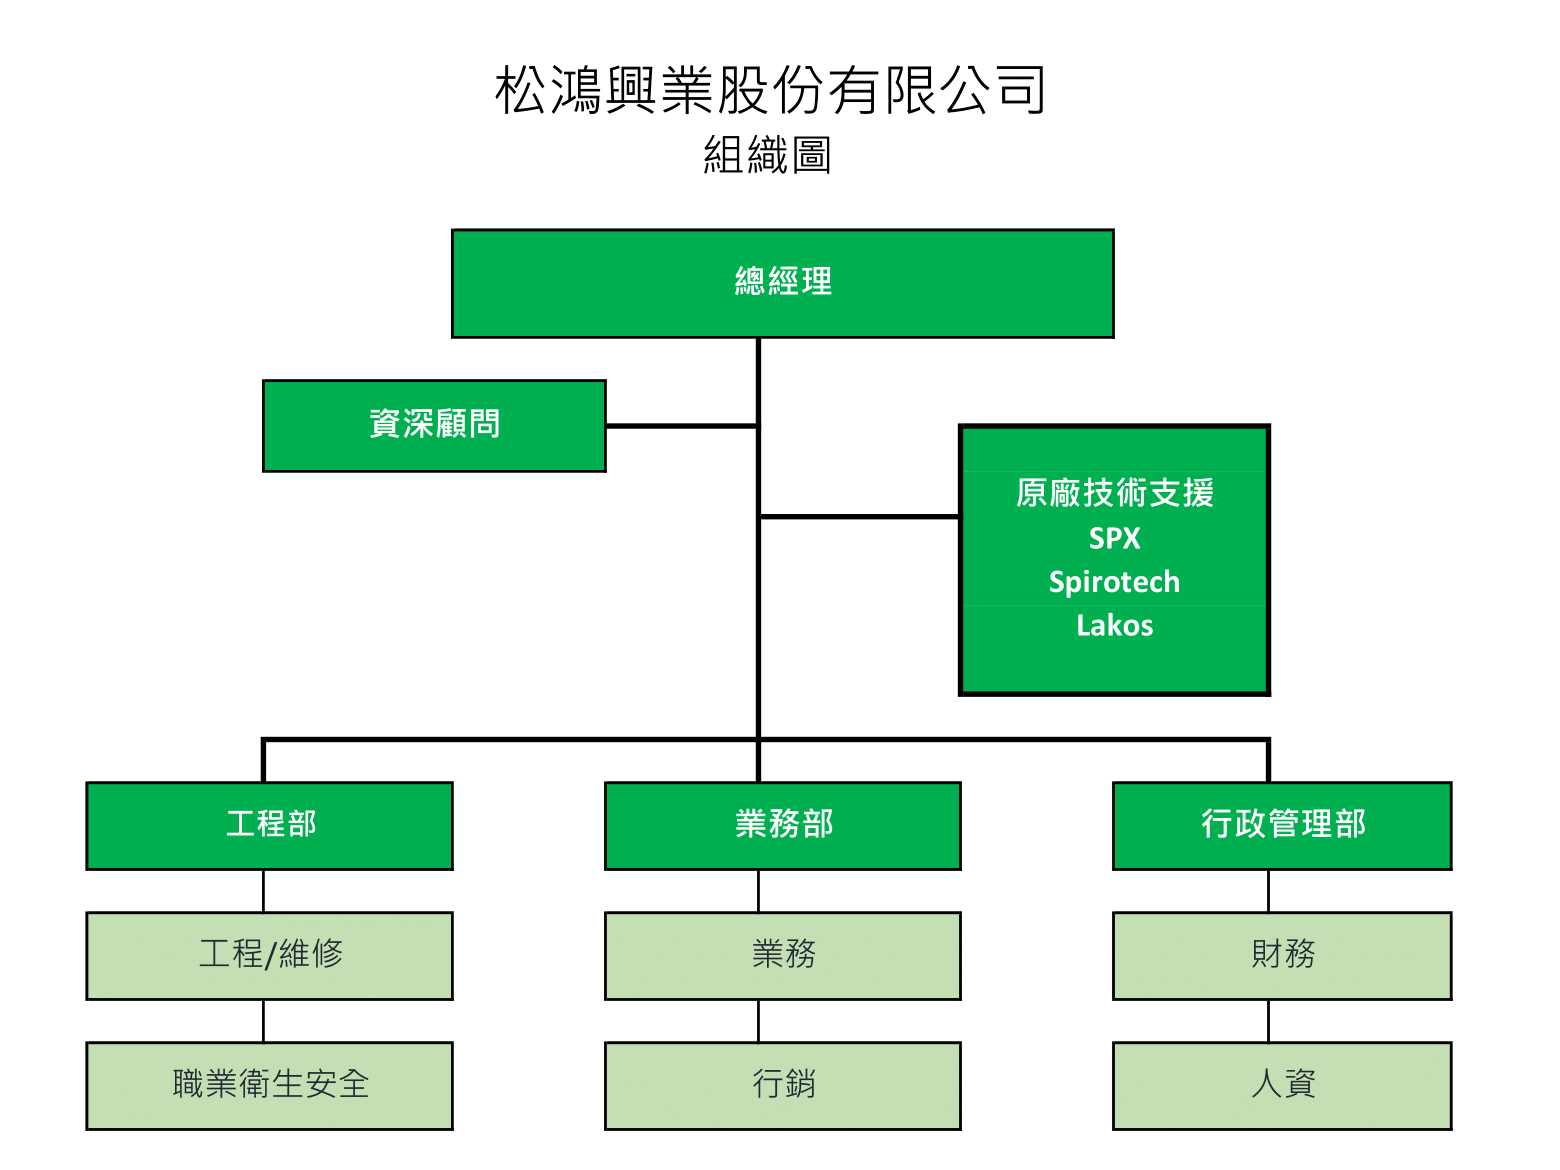 松鴻興業股份有限公司
組織圖
總經理
資深顧問
原廠技術支援
SPX
Spirotech
Lakos
工程部
業務部
行政管理部
工程/維修
業務
財務
職業衛生安全
行銷
人資